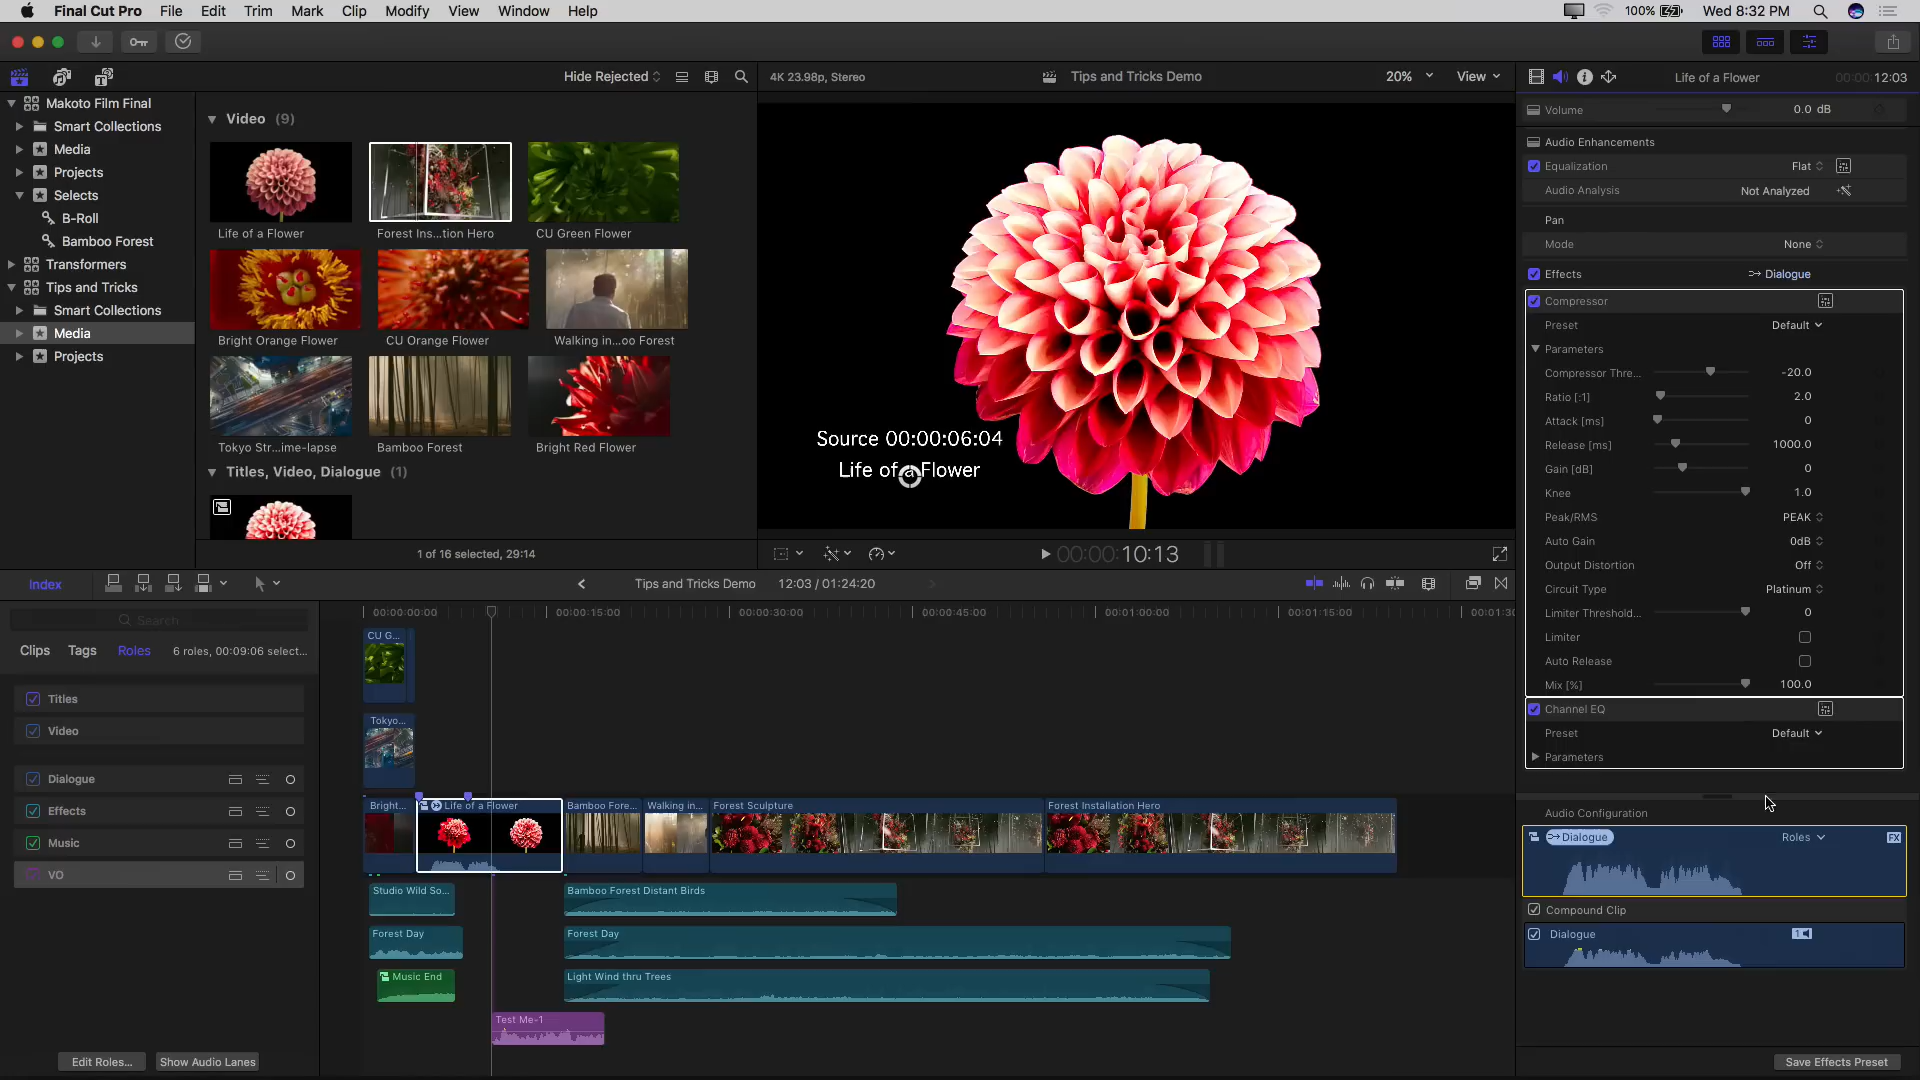 Final Cut Pro File Edit Trim Mark Clip Modify View Window Help
100% Wed 8:32 PM
Hide Rejected
4K 23.98p, Stereo
Tips and Tricks Demo
20% View
Life of a Flower
00:00:12:03
Makoto Film Final
Smart Collections
Media
Projects
Selects
B-Roll
Bamboo Forest
Transformers
Tips and Tricks
Smart Collections
Media
Projects
Video (9)
Life of a Flower
Forest Ins...tion Hero
CU Green Flower
Bright Orange Flower
CU Orange Flower
Walking in...oo Forest
Tokyo Str...ime-lapse
Bamboo Forest
Bright Red Flower
Titles, Video, Dialogue (1)
1 of 16 selected, 29:14
Source 00:00:06:04
Life of a Flower
00:00:10:13
Volume 0.0 dB
Audio Enhancements
Equalization Flat
Audio Analysis Not Analyzed
Pan
Mode None
Effects Dialogue
Compressor
Preset Default
Parameters
Compressor Thre... -20.0
Ratio [:1] 2.0
Attack [ms] 0
Release [ms] 1000.0
Gain [dB] 0
Knee 1.0
Peak/RMS PEAK
Auto Gain 0dB
Output Distortion Off
Circuit Type Platinum
Limiter Threshold... 0
Limiter
Auto Release
Mix [%] 100.0
Channel EQ
Preset Default
Parameters
Audio Configuration
Dialogue Roles FX
Compound Clip
Dialogue 1
Save Effects Preset
Index
Tips and Tricks Demo 12:03 / 01:24:20
Search
Clips Tags Roles 6 roles, 00:09:06 select...
Titles
Video
Dialogue
Effects
Music
VO
Edit Roles... Show Audio Lanes
00:00:00:00 00:00:15:00 00:00:30:00 00:00:45:00 00:01:00:00 00:01:15:00 00:01:30
CU G...
Tokyo...
Bright... Life of a Flower Bamboo Fore... Walking in... Forest Sculpture Forest Installation Hero
Studio Wild So... Bamboo Forest Distant Birds
Forest Day Forest Day
Music End Light Wind thru Trees
Test Me-1